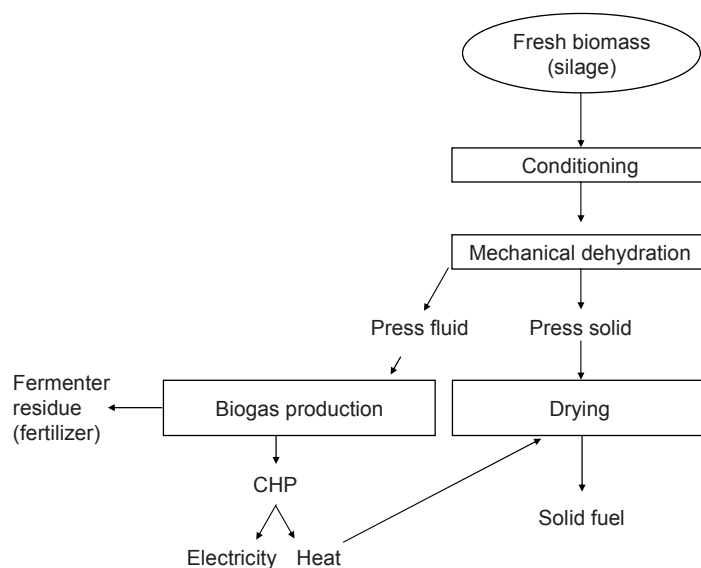 Fresh biomass
(silage)
Conditioning
Mechanical dehydration
Press fluid
Press solid
Fermenter
residue
(fertilizer)
Biogas production
Drying
CHP
Solid fuel
Electricity
Heat